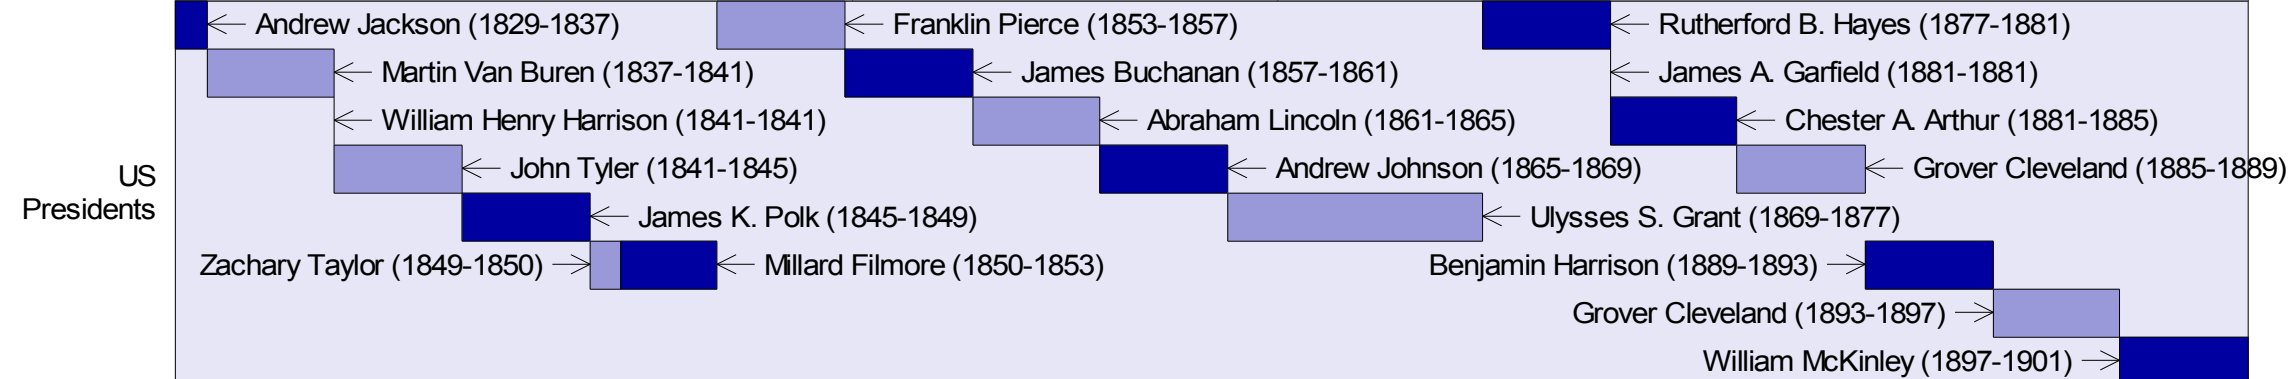 Andrew Jackson (1829-1837)
Franklin Pierce (1853-1857)
Rutherford B. Hayes (1877-1881)
Martin Van Buren (1837-1841)
James Buchanan (1857-1861)
James A. Garfield (1881-1881)
William Henry Harrison (1841-1841)
Abraham Lincoln (1861-1865)
Chester A. Arthur (1881-1885)
US
Presidents
John Tyler (1841-1845)
Andrew Johnson (1865-1869)
Grover Cleveland (1885-1889)
James K. Polk (1845-1849)
Ulysses S. Grant (1869-1877)
Zachary Taylor (1849-1850)
Millard Filmore (1850-1853)
Benjamin Harrison (1889-1893)
Grover Cleveland (1893-1897)
William McKinley (1897-1901)